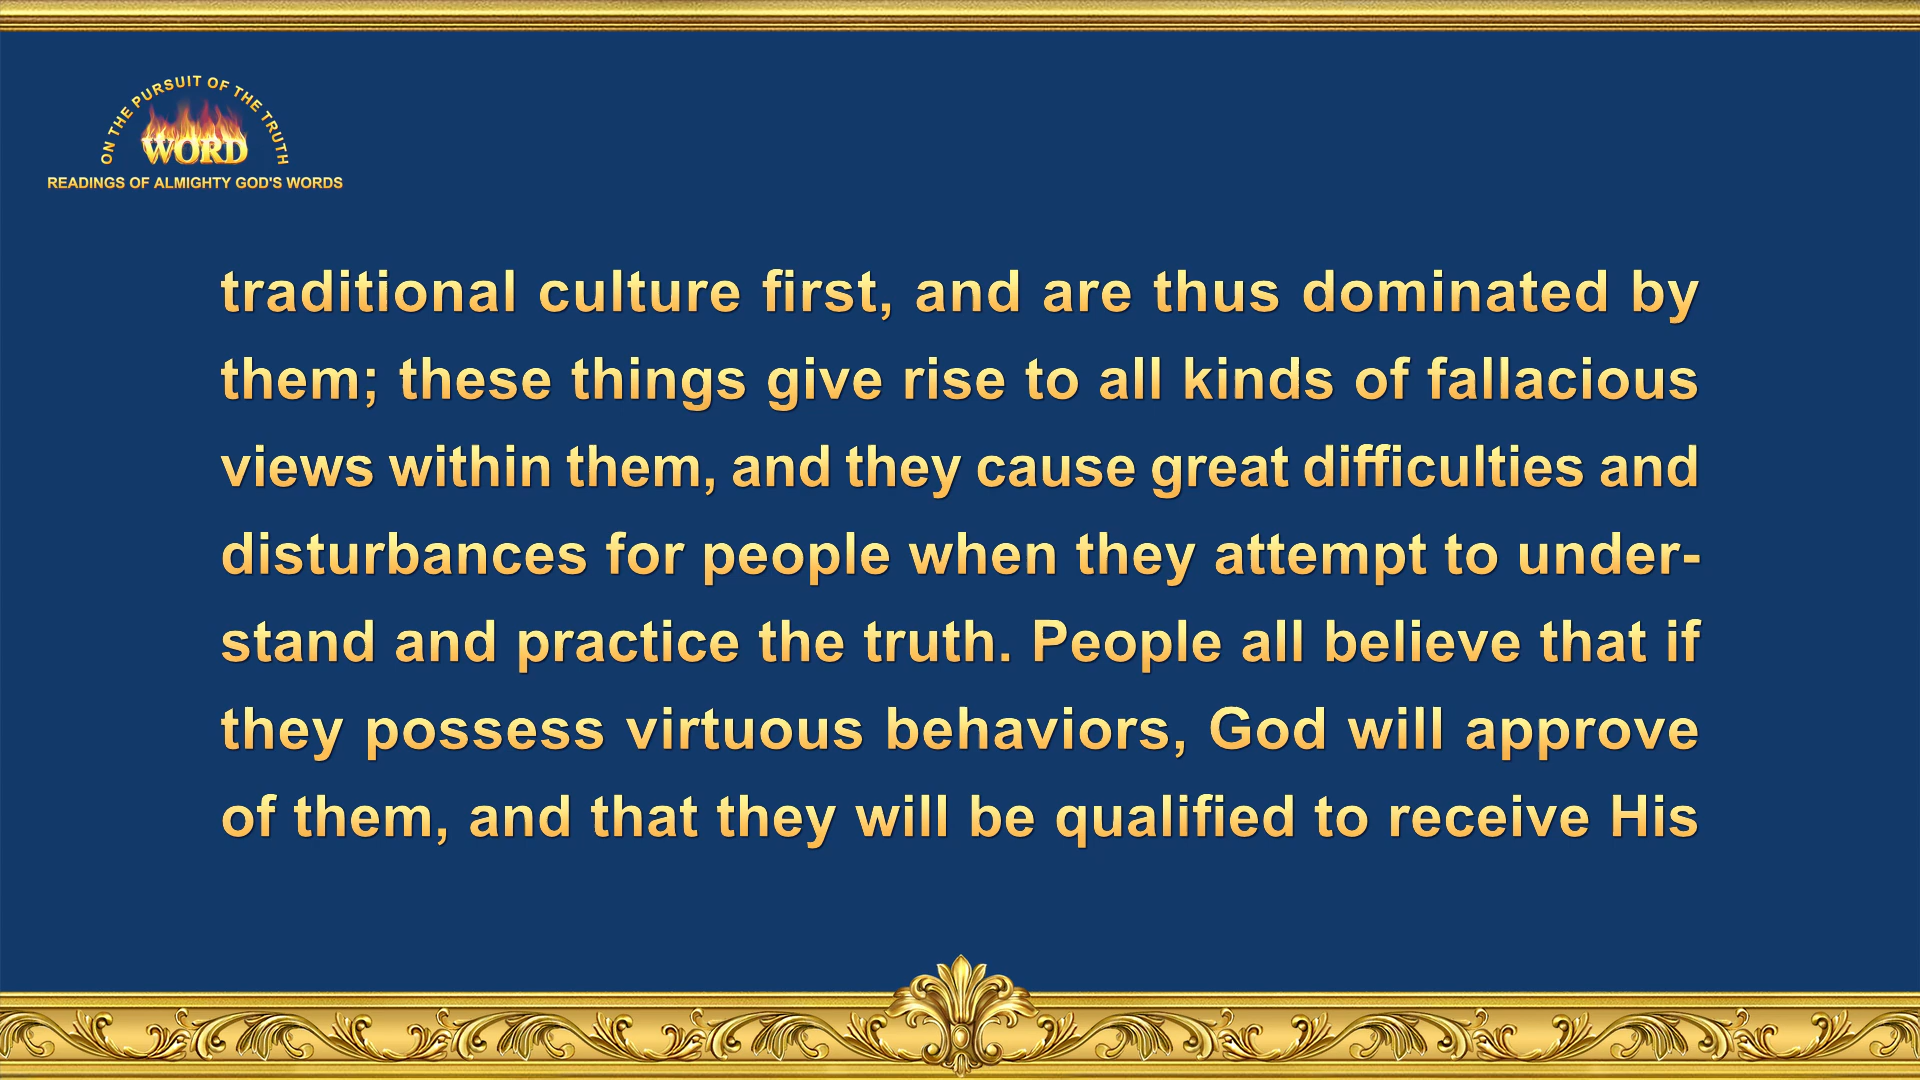 ON THE PURSUIT OF THE TRUTH
WORD
READINGS OF ALMIGHTY GOD'S WORDS
traditional culture first, and are thus dominated by
them; these things give rise to all kinds of fallacious
views within them, and they cause great difficulties and
disturbances for people when they attempt to under-
stand and practice the truth. People all believe that if
they possess virtuous behaviors, God will approve
of them, and that they will be qualified to receive His